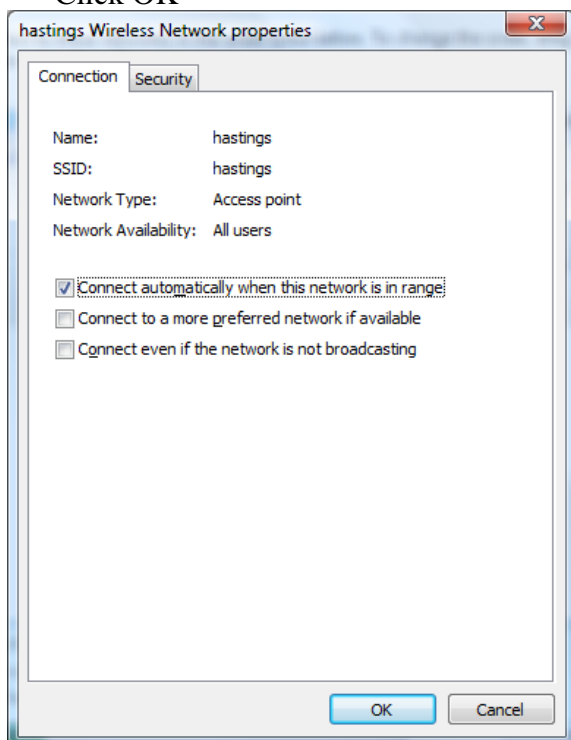 Click OK
hastings Wireless Network properties
Connection Security
Name: hastings
SSID: hastings
Network Type: Access point
Network Availability: All users
Connect automatically when this network is in range
Connect to a more preferred network if available
Connect even if the network is not broadcasting
OK Cancel